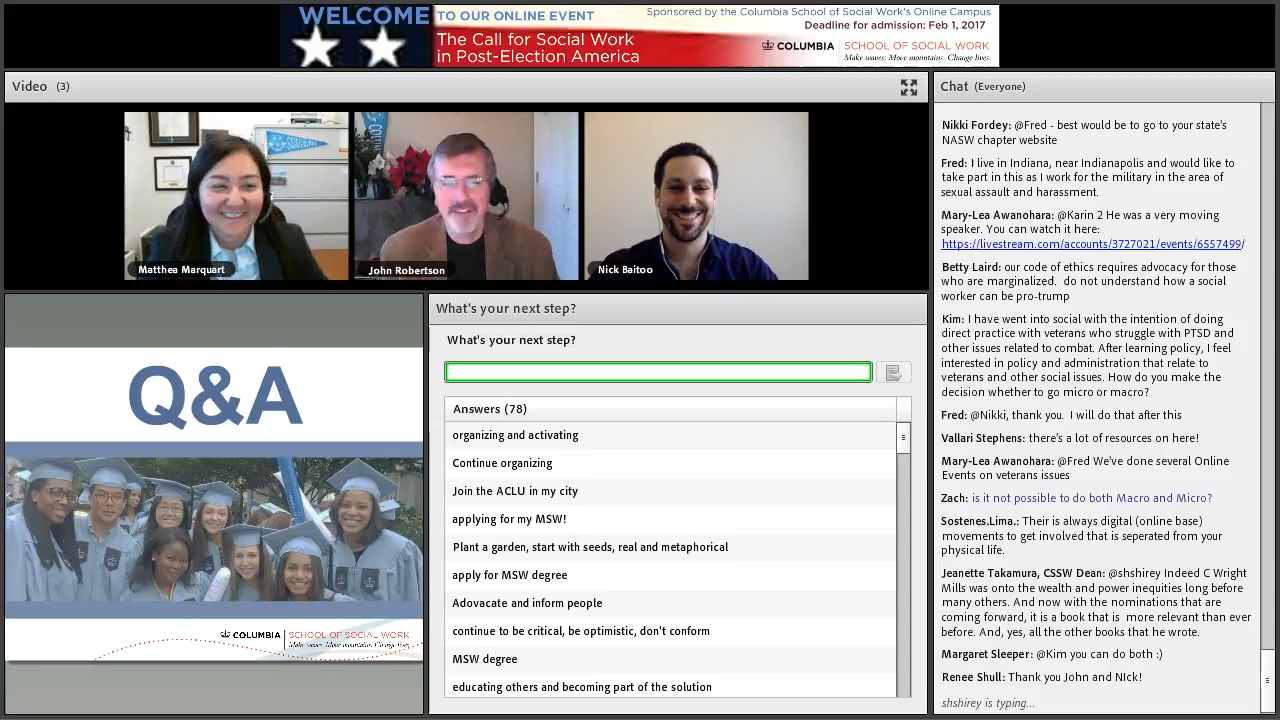 WELCOME TO OUR ONLINE EVENT
The Call for Social Work
in Post-Election America
Sponsored by the Columbia School of Social Work's Online Campus
Deadline for admission: Feb 1, 2017
COLUMBIA SCHOOL OF SOCIAL WORK
Make waves. Move mountains. Change lives.
Video (3)
Matthea Marquart
John Robertson
Nick Baitoo
Q&A
COLUMBIA SCHOOL OF SOCIAL WORK
Make waves. Move mountains. Change lives.
What's your next step?
What's your next step?
Answers (78)
organizing and activating
Continue organizing
Join the ACLU in my city
applying for my MSW!
Plant a garden, start with seeds, real and metaphorical
apply for MSW degree
Adovacate and inform people
continue to be critical, be optimistic, don't conform
MSW degree
educating others and becoming part of the solution
Chat (Everyone)
Nikki Fordey: @Fred - best would be to go to your state's
NASW chapter website
Fred: I live in Indiana, near Indianapolis and would like to
take part in this as I work for the military in the area of
sexual assault and harassment.
Mary-Lea Awanohara: @Karin 2 He was a very moving
speaker. You can watch it here:
https://livestream.com/accounts/3727021/events/6557499/
Betty Laird: our code of ethics requires advocacy for those
who are marginalized. do not understand how a social
worker can be pro-trump
Kim: I have went into social with the intention of doing
direct practice with veterans who struggle with PTSD and
other issues related to combat. After learning policy, I feel
interested in policy and administration that relate to
veterans and other social issues. How do you make the
decision whether to go micro or macro?
Fred: @Nikki, thank you. I will do that after this
Vallari Stephens: there's a lot of resources on here!
Mary-Lea Awanohara: @Fred We've done several Online
Events on veterans issues
Zach: is it not possible to do both Macro and Micro?
Sostenes.Lima.: Their is always digital (online base)
movements to get involved that is seperated from your
physical life.
Jeanette Takamura, CSSW Dean: @shshirey Indeed C Wright
Mills was onto the wealth and power inequities long before
many others. And now with the nominations that are
coming forward, it is a book that is more relevant than ever
before. And, yes, all the other books that he wrote.
Margaret Sleeper: @Kim you can do both :)
Renee Shull: Thank you John and NIck!
shshirey is typing...